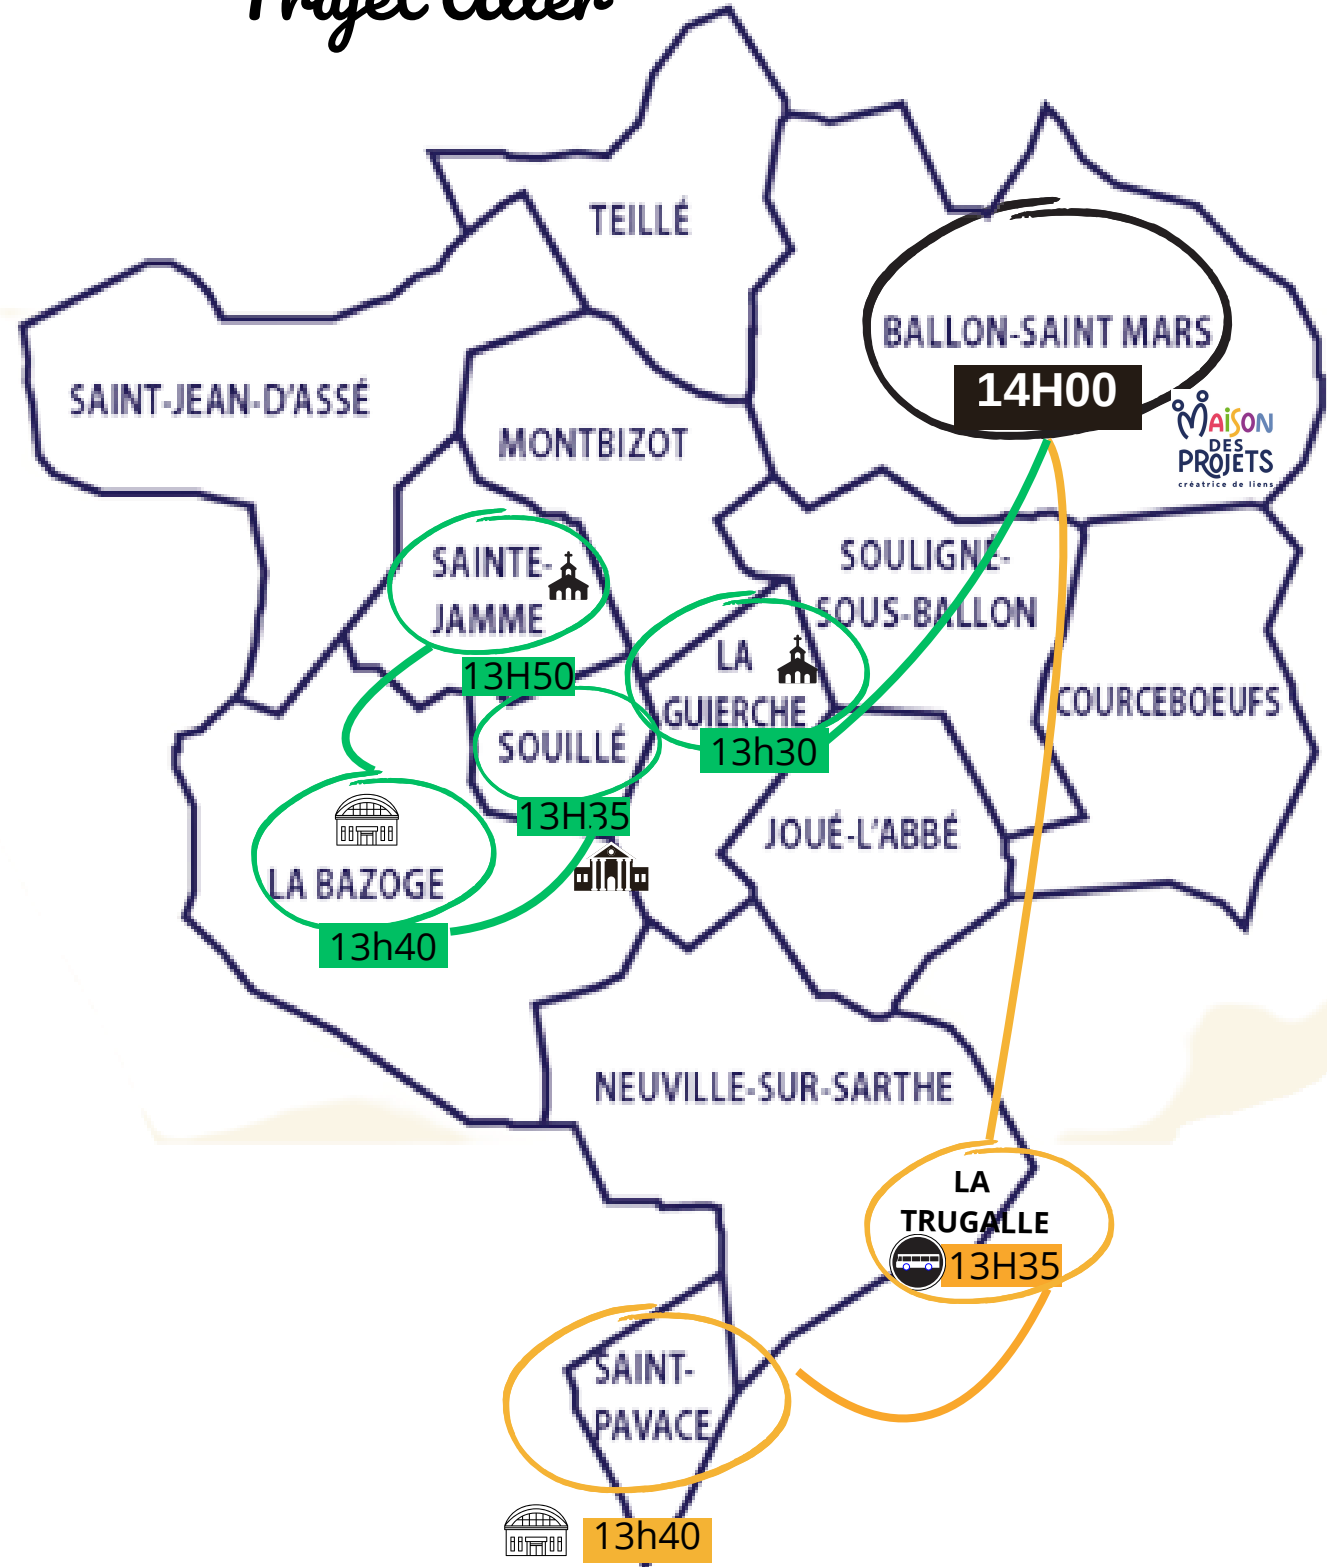 Trajet Aller
TEILLÉ
BALLON-SAINT MARS
14H00
SAINT-JEAN-D'ASSÉ
MAISON
DES
PROJETS
créatrice de liens
MONTBIZOT
SAINTE-
JAMME
13H50
SOULIGNÉ-
SOUS-BALLON
LA
GUIERCHE
13h30
COURCEBOEUFS
SOUILLÉ
13H35
JOUÉ-L'ABBÉ
LA BAZOGE
13h40
NEUVILLE-SUR-SARTHE
LA
TRUGALLE
13H35
SAINT-
PAVACE
13h40